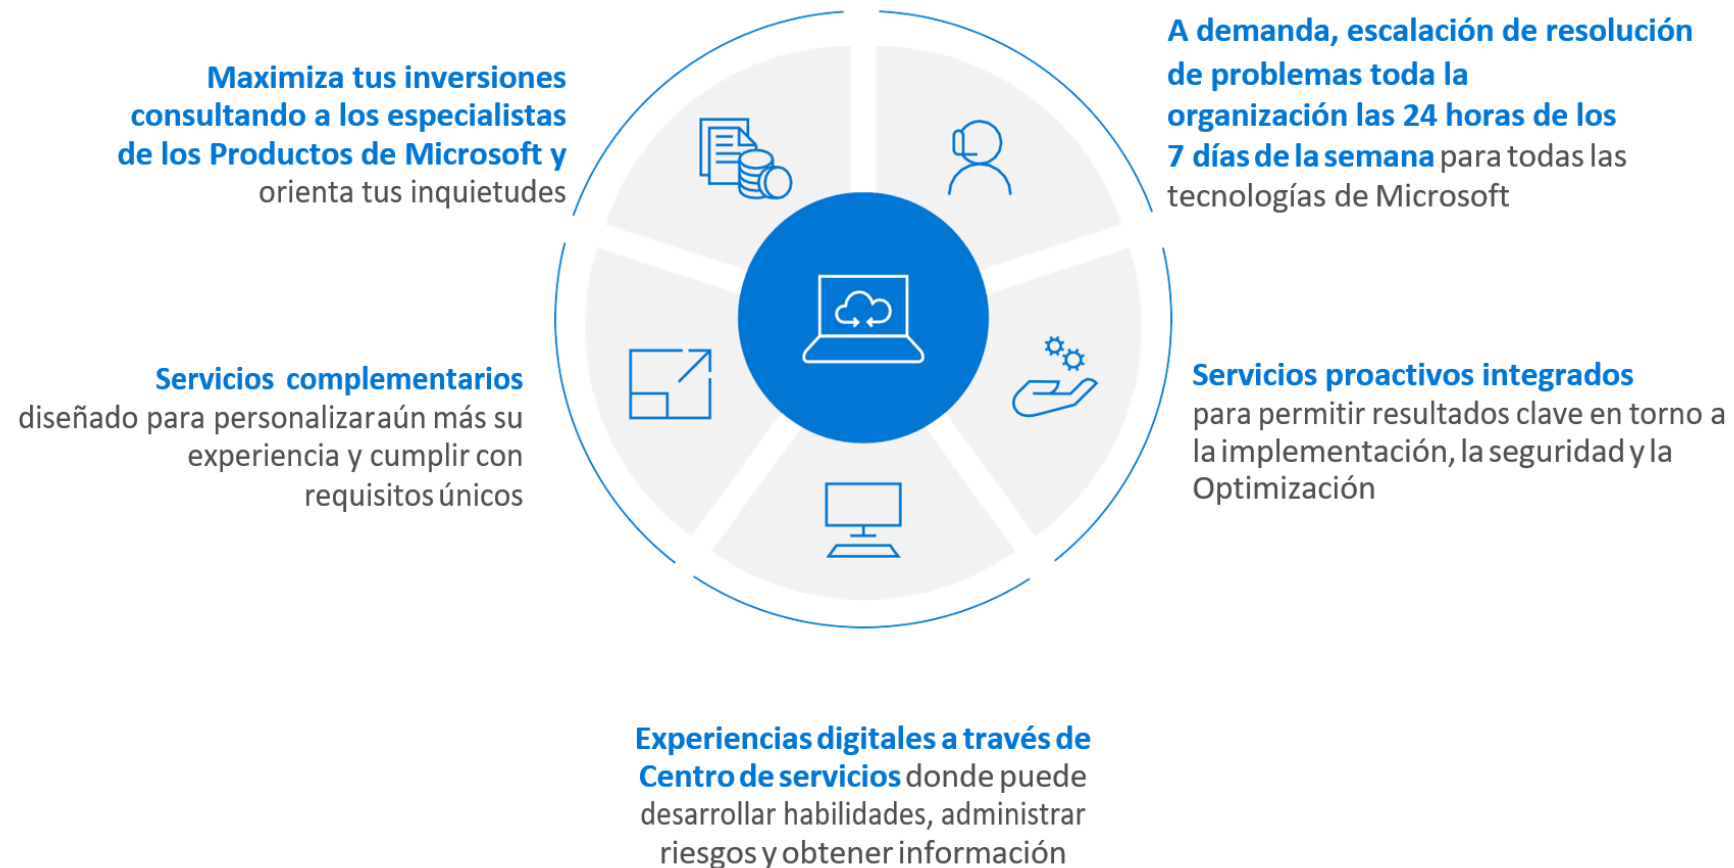 Maximiza tus inversiones
consultando a los especialistas
de los Productos de Microsoft y
orienta tus inquietudes
A demanda, escalación de resolución
de problemas toda la
organización las 24 horas de los
7 días de la semana para todas las
tecnologías de Microsoft
Servicios complementarios
diseñado para personalizaraún más su
experiencia y cumplir con
requisitos únicos
Servicios proactivos integrados
para permitir resultados clave en torno a
la implementación, la seguridad y la
Optimización
Experiencias digitales a través de
Centro de servicios donde puede
desarrollar habilidades, administrar
riesgos y obtener información